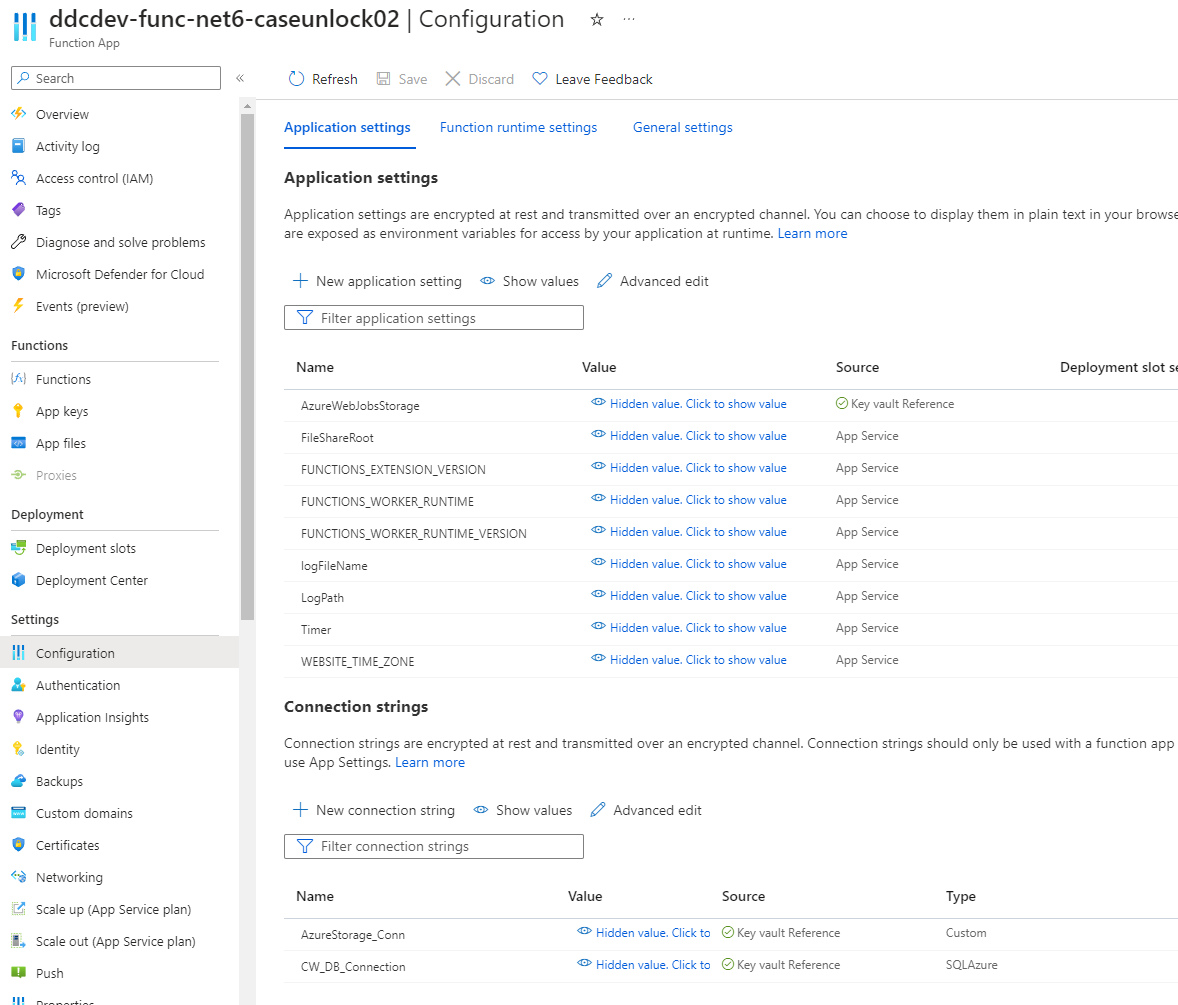 ddcdev-func-net6-caseunlock02 | Configuration
Function App
Search
Refresh Save Discard Leave Feedback
Overview
Activity log
Access control (IAM)
Tags
Diagnose and solve problems
Microsoft Defender for Cloud
Events (preview)
Functions
Functions
App keys
App files
Proxies
Deployment
Deployment slots
Deployment Center
Settings
Configuration
Authentication
Application Insights
Identity
Backups
Custom domains
Certificates
Networking
Scale up (App Service plan)
Scale out (App Service plan)
Push
Properties
Application settings Function runtime settings General settings
Application settings
Application settings are encrypted at rest and transmitted over an encrypted channel. You can choose to display them in plain text in your browse
are exposed as environment variables for access by your application at runtime. Learn more
New application setting Show values Advanced edit
Filter application settings
Name Value Source Deployment slot se
AzureWebJobsStorage Hidden value. Click to show value Key vault Reference
FileShareRoot Hidden value. Click to show value App Service
FUNCTIONS_EXTENSION_VERSION Hidden value. Click to show value App Service
FUNCTIONS_WORKER_RUNTIME Hidden value. Click to show value App Service
FUNCTIONS_WORKER_RUNTIME_VERSION Hidden value. Click to show value App Service
logFileName Hidden value. Click to show value App Service
LogPath Hidden value. Click to show value App Service
Timer Hidden value. Click to show value App Service
WEBSITE_TIME_ZONE Hidden value. Click to show value App Service
Connection strings
Connection strings are encrypted at rest and transmitted over an encrypted channel. Connection strings should only be used with a function app
use App Settings. Learn more
New connection string Show values Advanced edit
Filter connection strings
Name Value Source Type
AzureStorage_Conn Hidden value. Click to Key vault Reference Custom
CW_DB_Connection Hidden value. Click to Key vault Reference SQLAzure